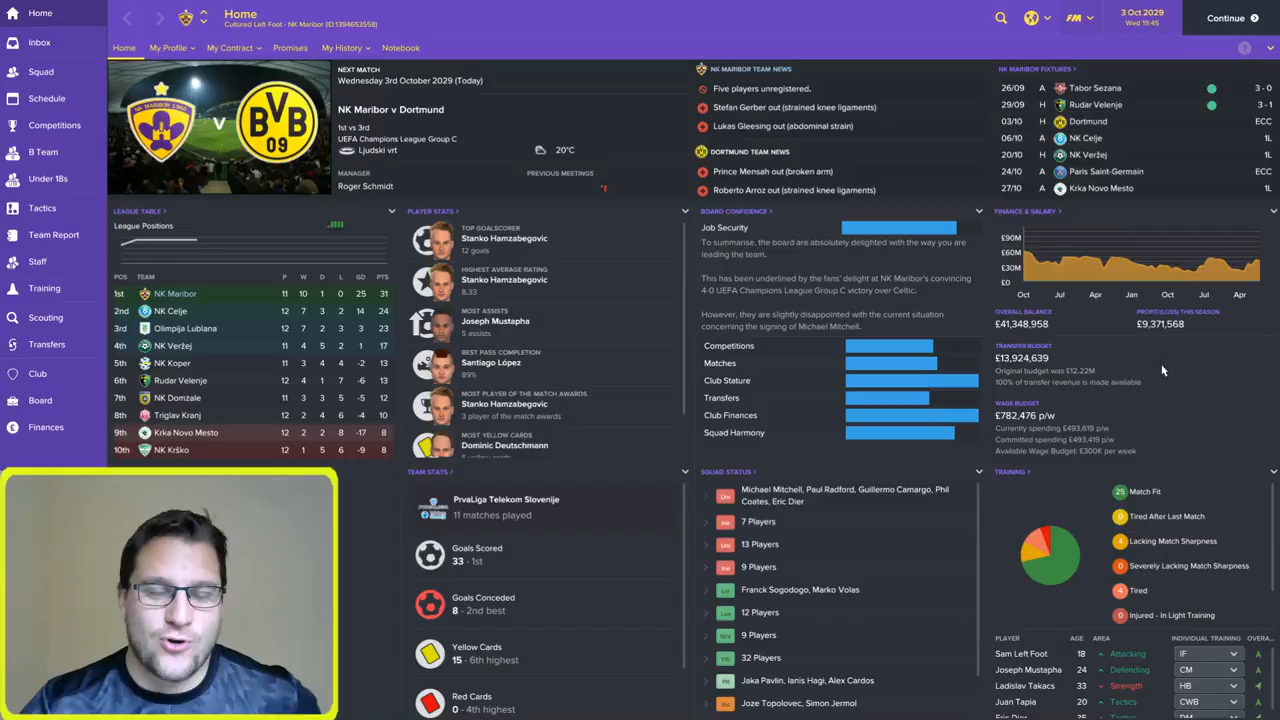 Home
Inbox
Squad
Schedule
Competitions
B Team
Under 18s
Tactics
Team Report
Staff
Training
Scouting
Transfers
Club
Board
Finances
Home
Cultured Left Foot - NK Maribor (ID:1394653558)
3 Oct 2029
Wed 19:45
Continue
Home
My Profile
My Contract
Promises
My History
Notebook
V
NEXT MATCH
Wednesday 3rd October 2029 (Today)
NK Maribor v Dortmund
1st vs 3rd
UEFA Champions League Group C
Ljudski vrt
20°C
MANAGER
Roger Schmidt
PREVIOUS MEETINGS
NK MARIBOR TEAM NEWS
Five players unregistered.
Stefan Gerber out (strained knee ligaments)
Lukas Gleesing out (abdominal strain)
DORTMUND TEAM NEWS
Prince Mensah out (broken arm)
Roberto Arroz out (strained knee ligaments)
NK MARIBOR FIXTURES >
26/09 A Tabor Sezana 3 - 0
29/09 H Rudar Velenje 3 - 1
03/10 H Dortmund ECC
06/10 A NK Celje 1L
20/10 H NK Veržej 1L
24/10 A Paris Saint-Germain ECC
27/10 A Krka Novo Mesto 1L
LEAGUE TABLE >
League Positions
POS TEAM P W D L GD PTS
1st NK Maribor 11 10 1 0 25 31
2nd NK Celje 12 7 3 2 14 24
3rd Olimpija Lublana 12 7 2 3 3 23
4th NK Veržej 11 4 5 2 1 17
5th NK Koper 11 3 4 4 -2 13
6th Rudar Velenje 12 4 1 7 -6 13
7th NK Domžale 11 3 3 5 -5 12
8th Triglav Kranj 12 2 4 6 -4 10
9th Krka Novo Mesto 12 2 2 8 -17 8
10th NK Krško 12 1 5 6 -9 8
PLAYER STATS >
TOP GOALSCORER
Stanko Hamzabegovic
12 goals
HIGHEST AVERAGE RATING
Stanko Hamzabegovic
8.33
MOST ASSISTS
Joseph Mustapha
5 assists
BEST PASS COMPLETION
Santiago López
91%
MOST PLAYER OF THE MATCH AWARDS
Stanko Hamzabegovic
3 player of the match awards
MOST YELLOW CARDS
Dominic Deutschmann
5 yellow cards
BOARD CONFIDENCE >
Job Security
To summarise, the board are absolutely delighted with the way you are
leading the team.
This has been underlined by the fans' delight at NK Maribor's convincing
4-0 UEFA Champions League Group C victory over Celtic.
However, they are slightly disappointed with the current situation
concerning the signing of Michael Mitchell.
Competitions
Matches
Club Stature
Transfers
Club Finances
Squad Harmony
FINANCE & SALARY >
£90M
£60M
£30M
£0
Oct Jul Apr Jan Oct Jul Apr
OVERALL BALANCE
£41,348,958
PROFIT/(LOSS) THIS SEASON
£9,371,568
TRANSFER BUDGET
£13,924,639
Original budget was £12.22M
100% of transfer revenue is made available
WAGE BUDGET
£782,476 p/w
Currently spending £493,619 p/w
Committed spending £493,419 p/w
Available Wage Budget: £300K per week
TEAM STATS >
PrvaLiga Telekom Slovenije
11 matches played
Goals Scored
33 - 1st
Goals Conceded
8 - 2nd best
Yellow Cards
15 - 6th highest
Red Cards
0 - 4th highest
SQUAD STATUS >
Michael Mitchell, Paul Radford, Guillermo Camargo, Phil
Coates, Eric Dier
7 Players
13 Players
9 Players
Franck Sogodogo, Marko Volas
12 Players
9 Players
32 Players
Jaka Pavlin, Ianis Hagi, Alex Cardos
Joze Topolovec, Simon Jermol
TRAINING >
25 Match Fit
0 Tired After Last Match
4 Lacking Match Sharpness
0 Severely Lacking Match Sharpness
4 Tired
0 Injured - In Light Training
PLAYER AGE AREA INDIVIDUAL TRAINING OVERA...
Sam Left Foot 18 Attacking IF
Joseph Mustapha 24 Defending CM
Ladislav Takacs 33 Strength HB
Juan Tapia 20 Tactics CWB